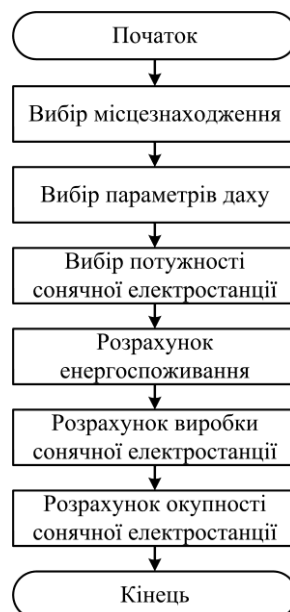 Початок
Вибір місцезнаходження
Вибір параметрів даху
Вибір потужності
сонячної електростанції
Розрахунок
енергоспоживання
Розрахунок виробки
сонячної електростанції
Розрахунок окупності
сонячної електростанції
Кінець